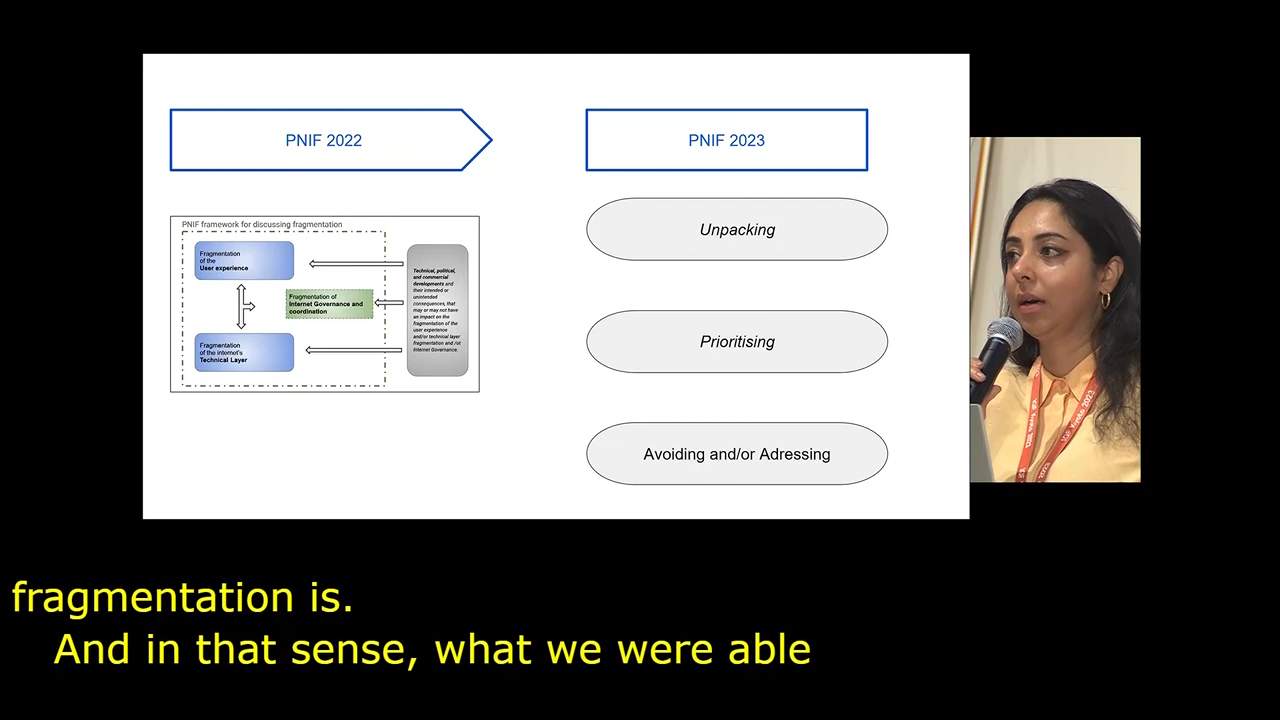 PNIF 2022
PNIF 2023
PNIF framework for discussing fragmentation
Fragmentation
of the
User experience
Fragmentation of
Internet Governance and
coordination
Fragmentation
of the internet's
Technical Layer
Technical, political,
and commercial
developments and
their intended or
unintended
consequences, that
may or may not have
an impact on the
fragmentation of the
user experience
and/or technical layer
fragmentation and /or
Internet Governance.
Unpacking
Prioritising
Avoiding and/or Adressing
IGF Kyoto 2023
fragmentation is.
And in that sense, what we were able